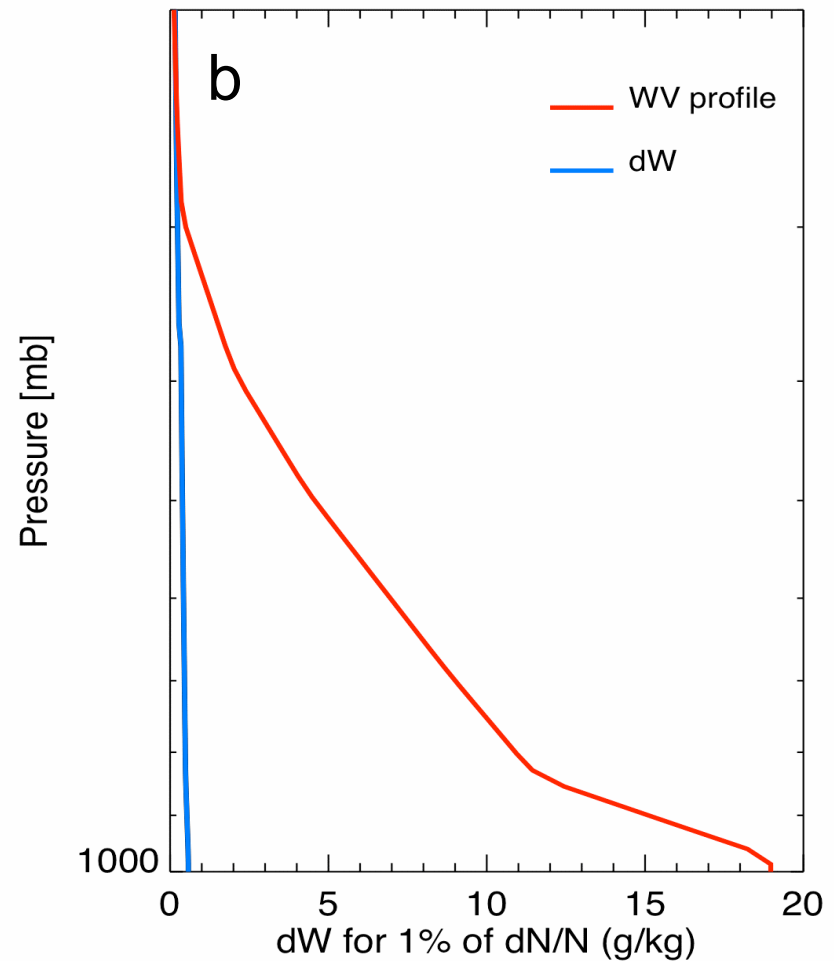 b
WV profile
dW
Pressure [mb]
1000
0 5 10 15 20
dW for 1% of dN/N (g/kg)